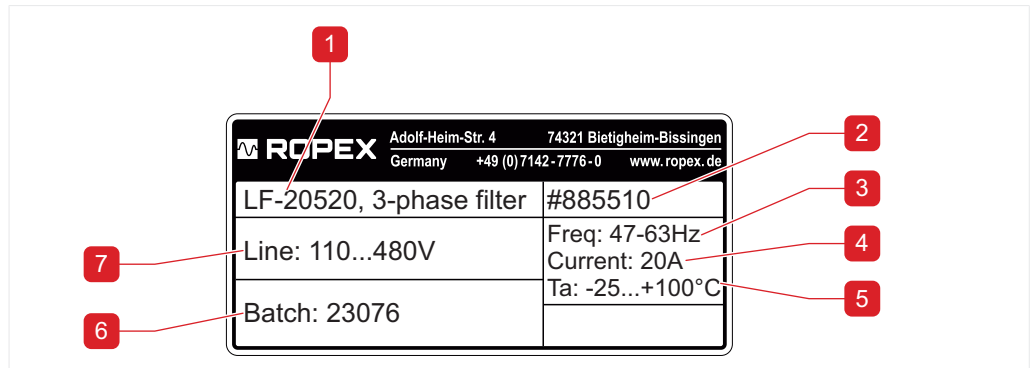 1
ROPEX Adolf-Heim-Str. 4 74321 Bietigheim-Bissingen
Germany +49 (0) 7142-7776-0 www.ropex.de
2
LF-20520, 3-phase filter #885510
3
Freq: 47-63Hz
4
7
Line: 110...480V
Current: 20A
Ta: -25...+100°C
5
6
Batch: 23076